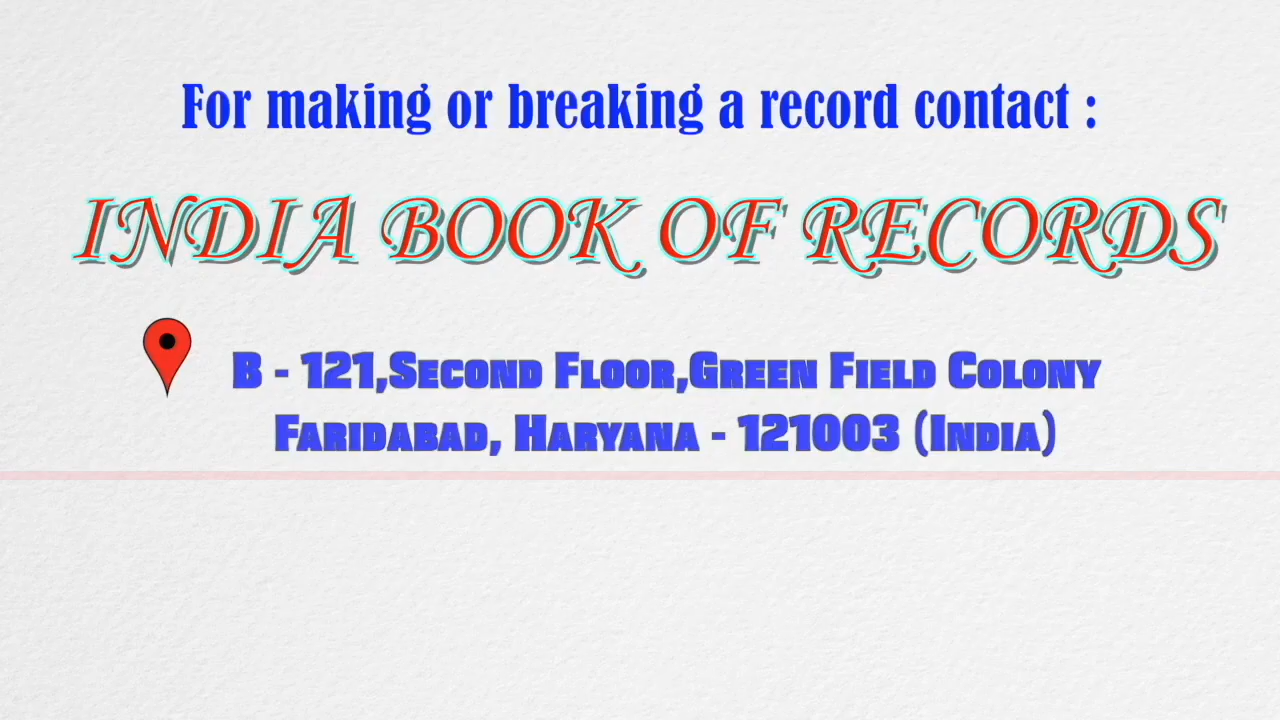 For making or breaking a record contact :
INDIA BOOK OF RECORDS
B - 121,Second Floor,Green Field Colony
Faridabad, Haryana - 121003 (India)